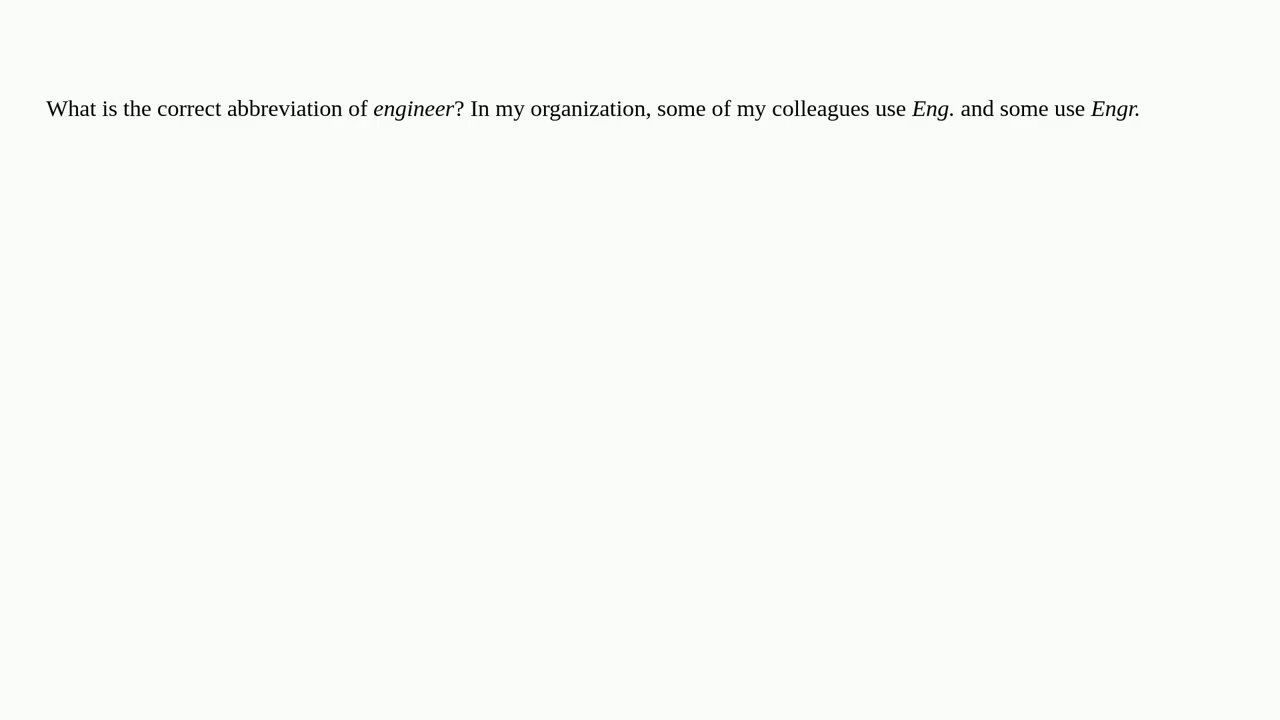 What is the correct abbreviation of engineer? In my organization, some of my colleagues use Eng. and some use Engr.